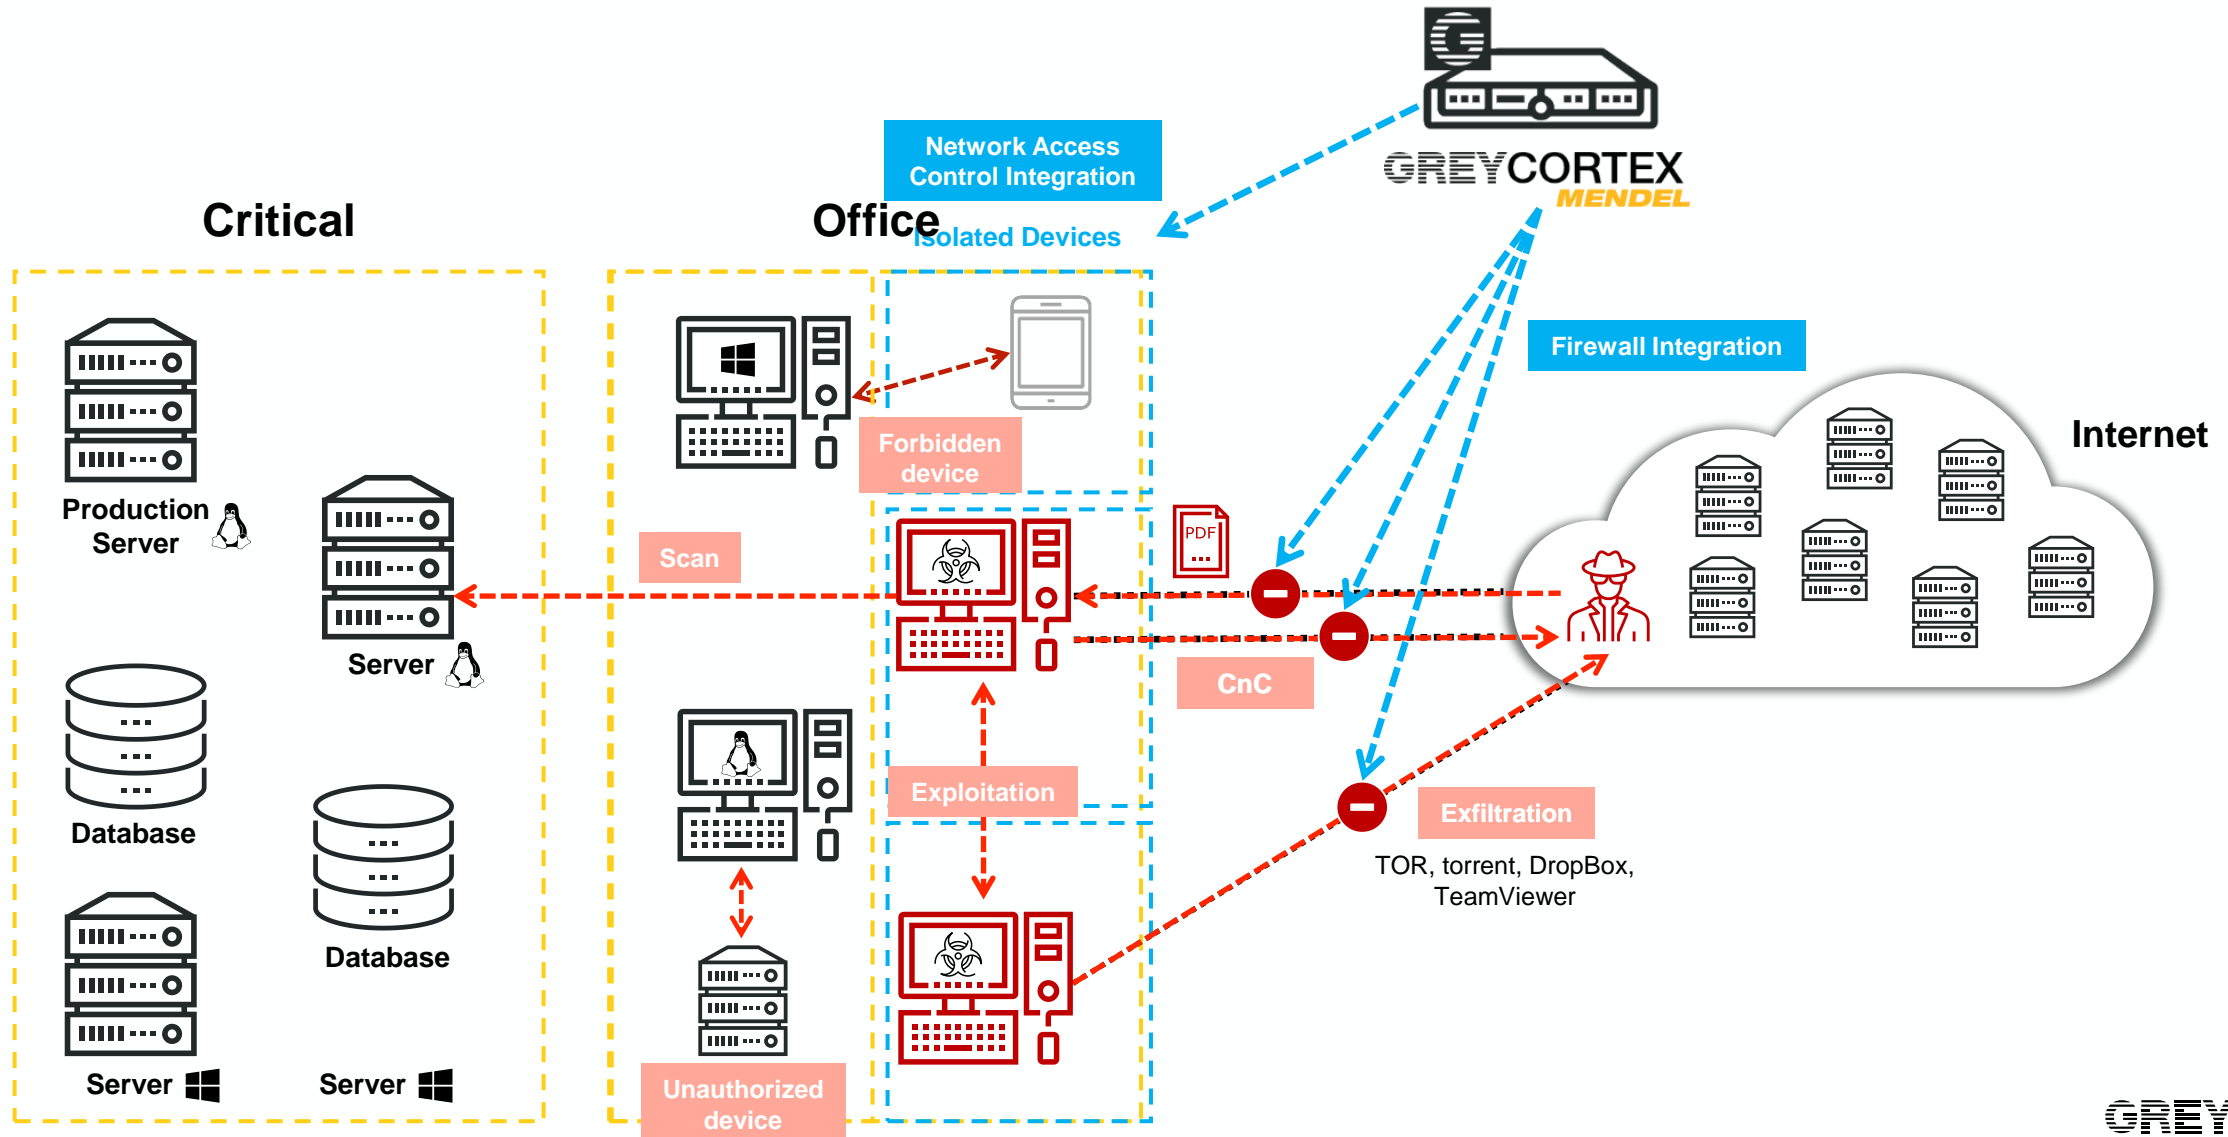 GREYCORTEX
MENDEL
Network Access
Control Integration
Critical
Office
Isolated Devices
Firewall Integration
Internet
Forbidden
device
Production
Server
PDF
Scan
Server
CnC
Exploitation
Exfiltration
TOR, torrent, DropBox,
TeamViewer
Database
Database
Server
Server
Unauthorized
device
GREY